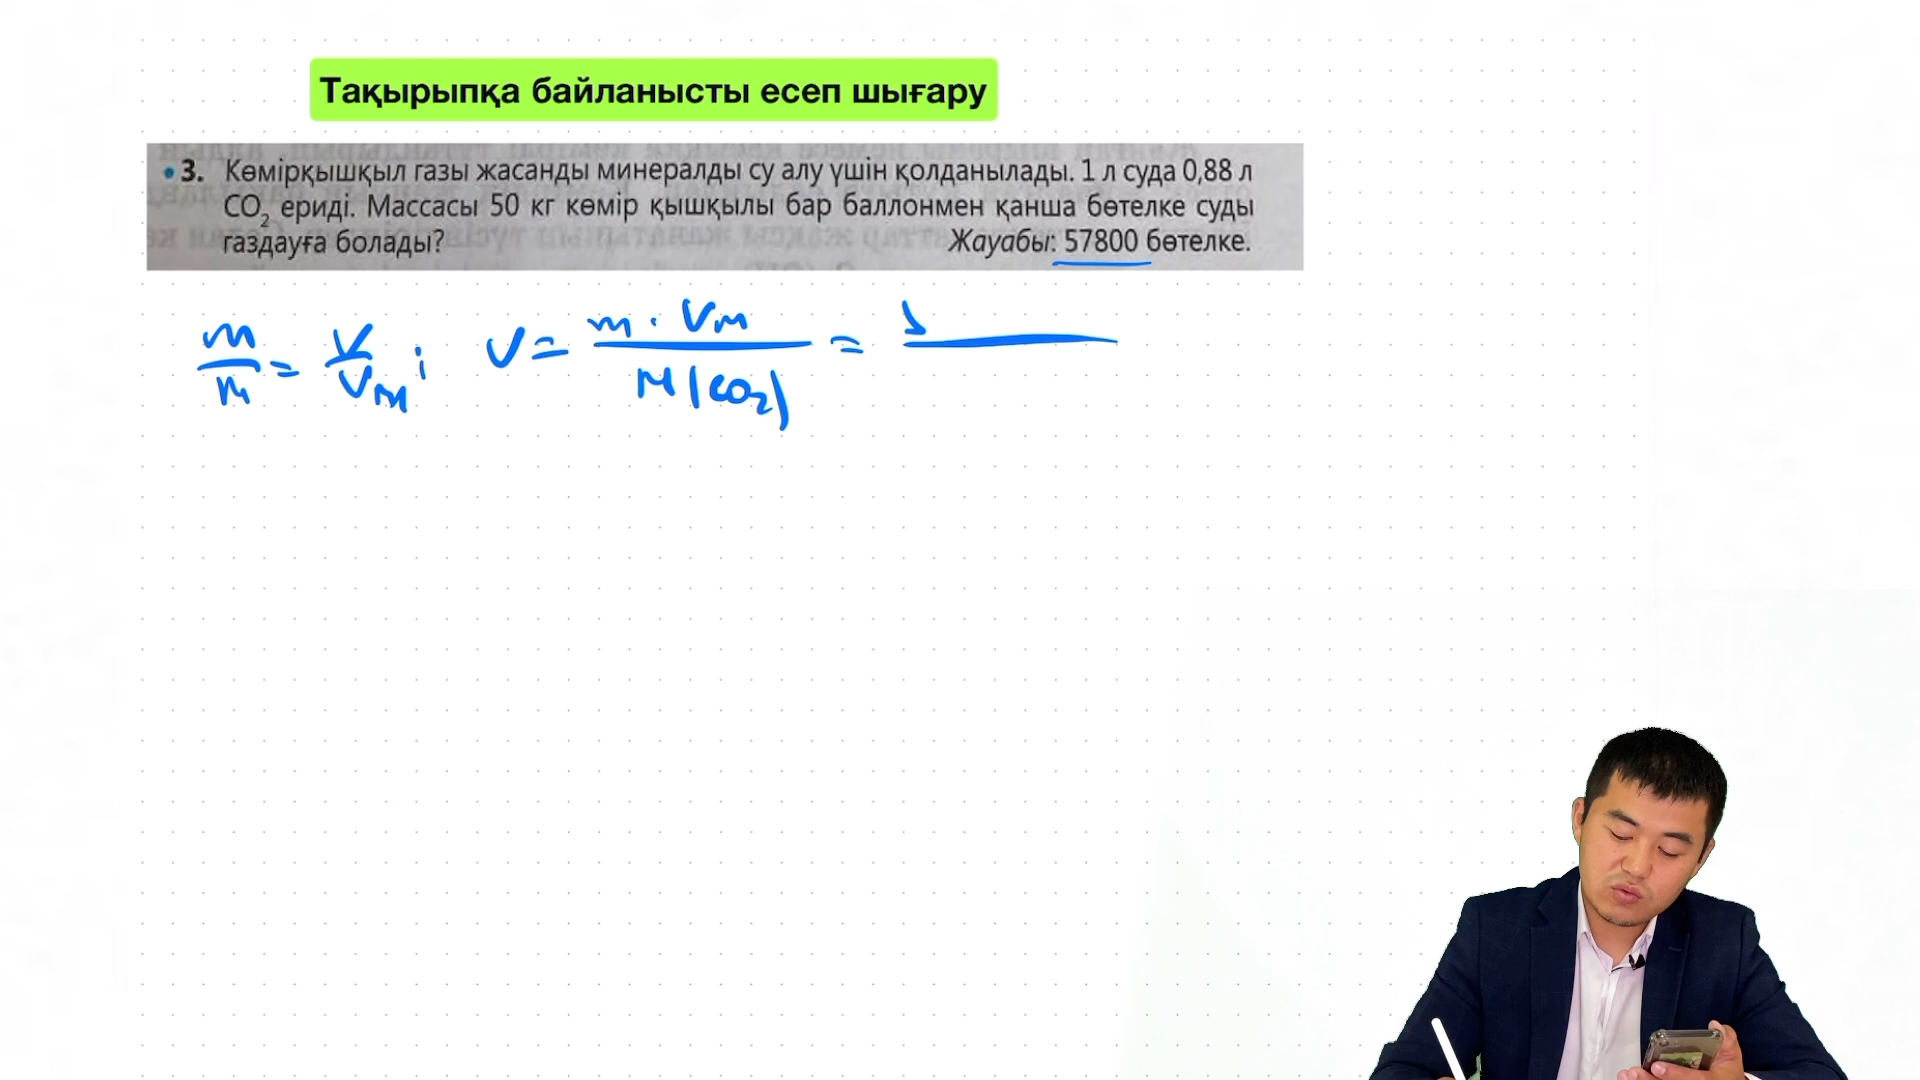 Тақырыпқа байланысты есеп шығару
• 3. Көмірқышқыл газы жасанды минералды су алу үшін қолданылады. 1 л суда 0,88 л
CO₂ ериді. Массасы 50 кг көмір қышқылы бар баллонмен қанша бөтелке суды
газдауға болады? Жауабы: 57800 бөтелке.
m/m = V/Vm; V = m · Vm / M(CO₂) =